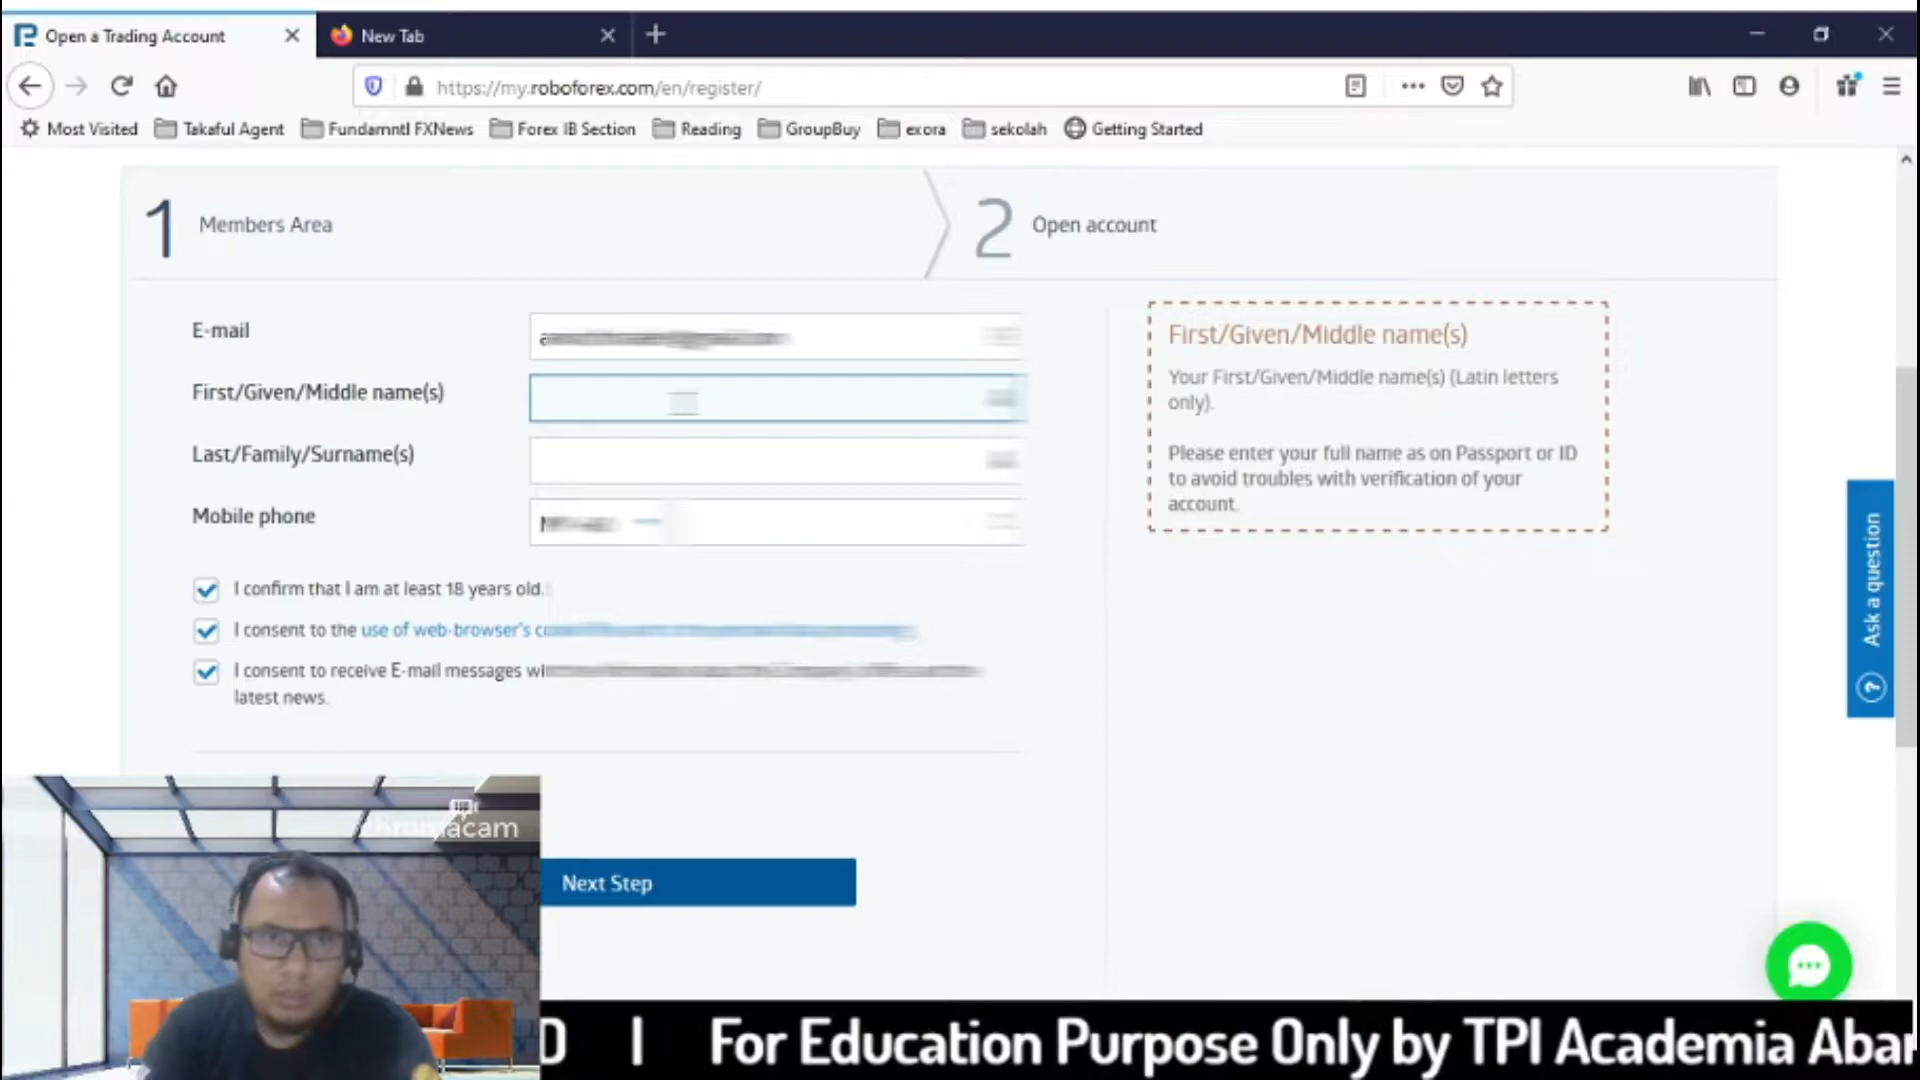 Open a Trading Account
New Tab
https://my.roboforex.com/en/register/
Most Visited
Takaful Agent
Fundamntl FXNews
Forex IB Section
Reading
GroupBuy
exora
sekolah
Getting Started
1 Members Area
2 Open account
E-mail
First/Given/Middle name(s)
Last/Family/Surname(s)
Mobile phone
I confirm that I am at least 18 years old.
I consent to the use of web-browser's
I consent to receive E-mail messages
latest news.
Next Step
First/Given/Middle name(s)
Your First/Given/Middle name(s) (Latin letters
only).
Please enter your full name as on Passport or ID
to avoid troubles with verification of your
account.
Ask a question
?
chromacam
D | For Education Purpose Only by TPI Academia Abar